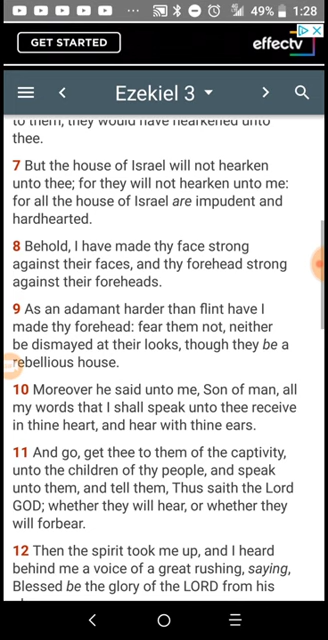 49% 1:28
GET STARTED
effectv
Ezekiel 3
to them, they would have hearkened unto
thee.
7 But the house of Israel will not hearken
unto thee; for they will not hearken unto me:
for all the house of Israel are impudent and
hardhearted.
8 Behold, I have made thy face strong
against their faces, and thy forehead strong
against their foreheads.
9 As an adamant harder than flint have I
made thy forehead: fear them not, neither
be dismayed at their looks, though they be a
rebellious house.
10 Moreover he said unto me, Son of man, all
my words that I shall speak unto thee receive
in thine heart, and hear with thine ears.
11 And go, get thee to them of the captivity,
unto the children of thy people, and speak
unto them, and tell them, Thus saith the Lord
GOD; whether they will hear, or whether they
will forbear.
12 Then the spirit took me up, and I heard
behind me a voice of a great rushing, saying,
Blessed be the glory of the LORD from his